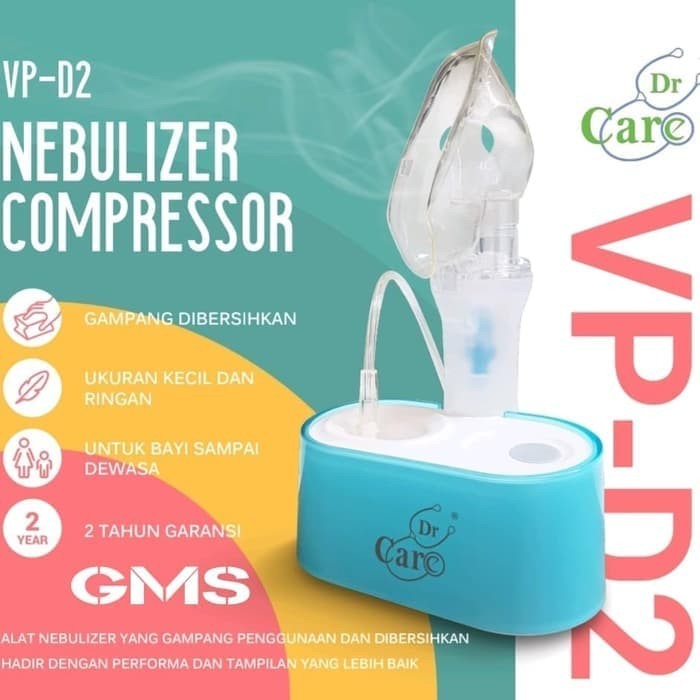 VP-D2
NEBULIZER
COMPRESSOR
GAMPANG DIBERSIHKAN
UKURAN KECIL DAN
RINGAN
UNTUK BAYI SAMPAI
DEWASA
2
YEAR
2 TAHUN GARANSI
GMS
ALAT NEBULIZER YANG GAMPANG PENGGUNAAN DAN DIBERSIHKAN
HADIR DENGAN PERFORMA DAN TAMPILAN YANG LEBIH BAIK
Dr
Care
®
Dr
Care
VP-D2